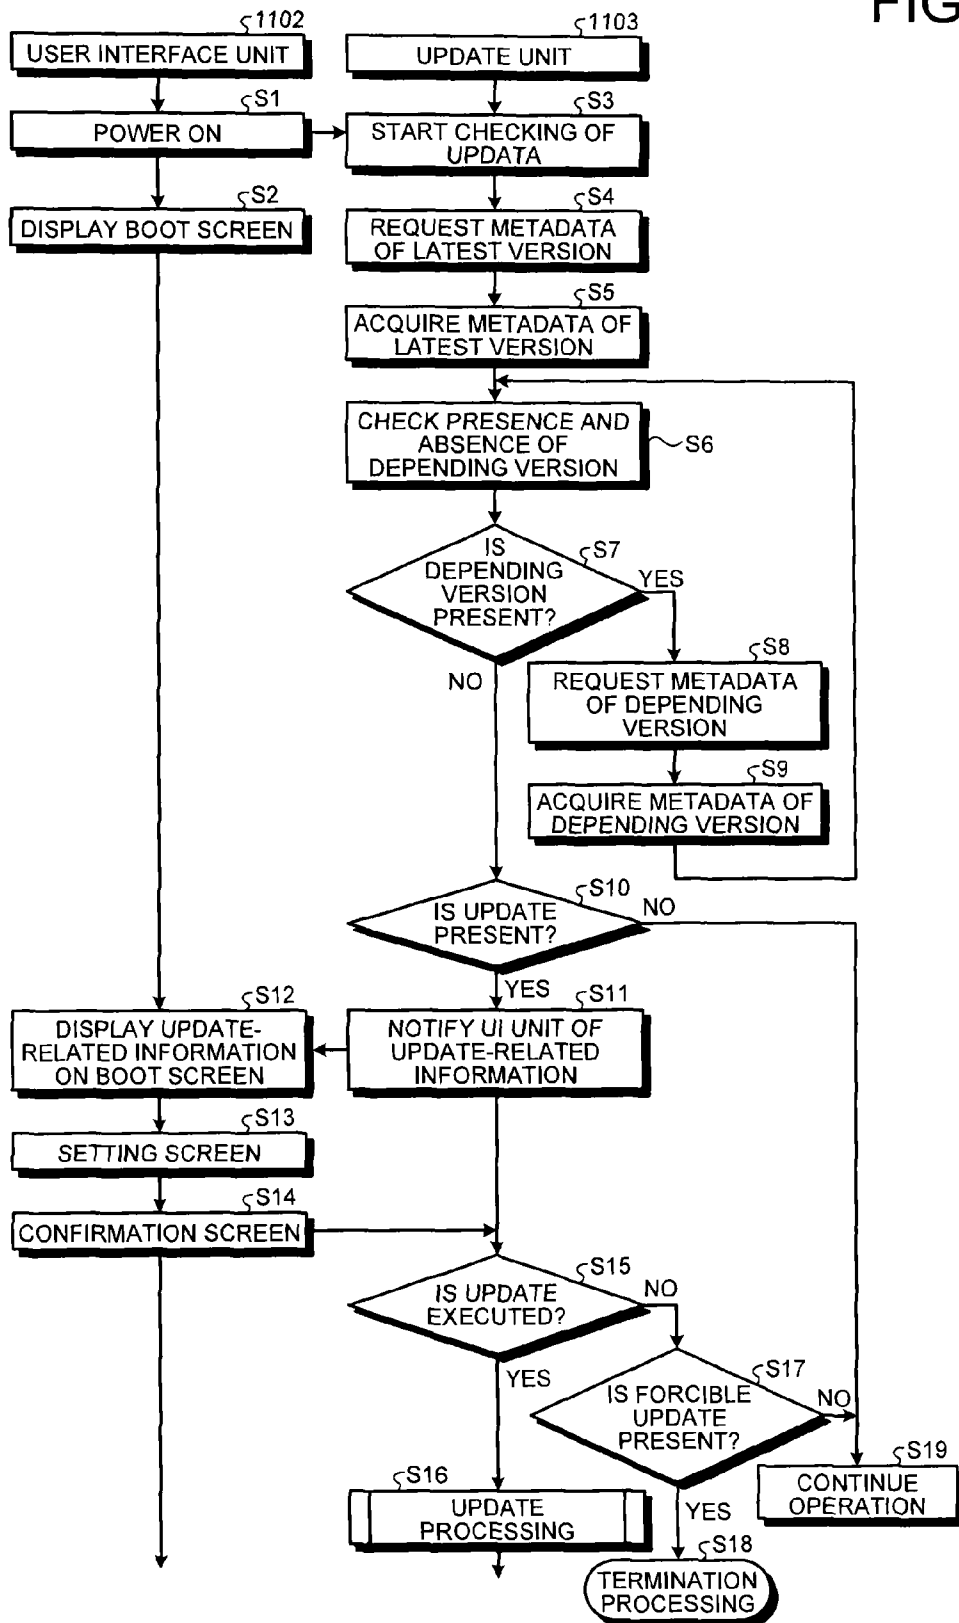 FIG
1102
1103
USER INTERFACE UNIT
UPDATE UNIT
S1
S3
POWER ON
START CHECKING OF
UPDATA
S2
S4
DISPLAY BOOT SCREEN
REQUEST METADATA
OF LATEST VERSION
S5
ACQUIRE METADATA OF
LATEST VERSION
CHECK PRESENCE AND
ABSENCE OF
DEPENDING VERSION
S6
IS
DEPENDING
VERSION
PRESENT?
S7
YES
NO
S8
REQUEST METADATA
OF DEPENDING
VERSION
S9
ACQUIRE METADATA OF
DEPENDING VERSION
S10
IS UPDATE
PRESENT?
NO
YES
S12
S11
DISPLAY UPDATE-
RELATED INFORMATION
ON BOOT SCREEN
NOTIFY UI UNIT OF
UPDATE-RELATED
INFORMATION
S13
SETTING SCREEN
S14
CONFIRMATION SCREEN
S15
IS UPDATE
EXECUTED?
NO
YES
S17
IS FORCIBLE
UPDATE
PRESENT?
NO
S19
CONTINUE
OPERATION
S16
UPDATE
PROCESSING
YES
S18
TERMINATION
PROCESSING